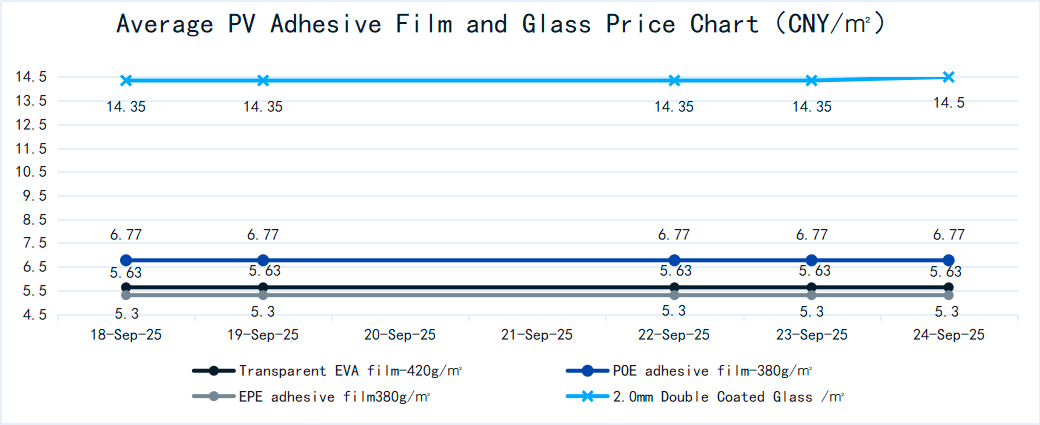 Average PV Adhesive Film and Glass Price Chart (CNY/㎡)
14.5
13.5
12.5
11.5
10.5
9.5
8.5
7.5
6.5
5.5
4.5
14.35 14.35 14.35 14.35 14.5
6.77 6.77 6.77 6.77 6.77
5.63 5.63 5.63 5.63 5.63
5.3 5.3 5.3 5.3 5.3
18-Sep-25 19-Sep-25 20-Sep-25 21-Sep-25 22-Sep-25 23-Sep-25 24-Sep-25
Transparent EVA film-420g/㎡ POE adhesive film-380g/㎡
EPE adhesive film380g/㎡ 2.0mm Double Coated Glass /㎡